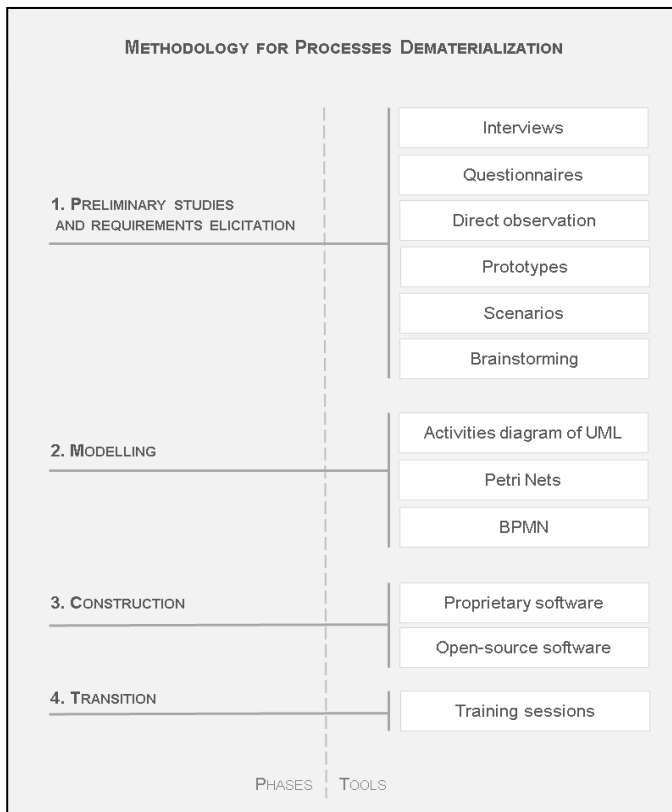 METHODOLOGY FOR PROCESSES DEMATERIALIZATION
1. PRELIMINARY STUDIES
AND REQUIREMENTS ELICITATION
Interviews
Questionnaires
Direct observation
Prototypes
Scenarios
Brainstorming
2. MODELLING
Activities diagram of UML
Petri Nets
BPMN
3. CONSTRUCTION
Proprietary software
Open-source software
4. TRANSITION
Training sessions
PHASES TOOLS